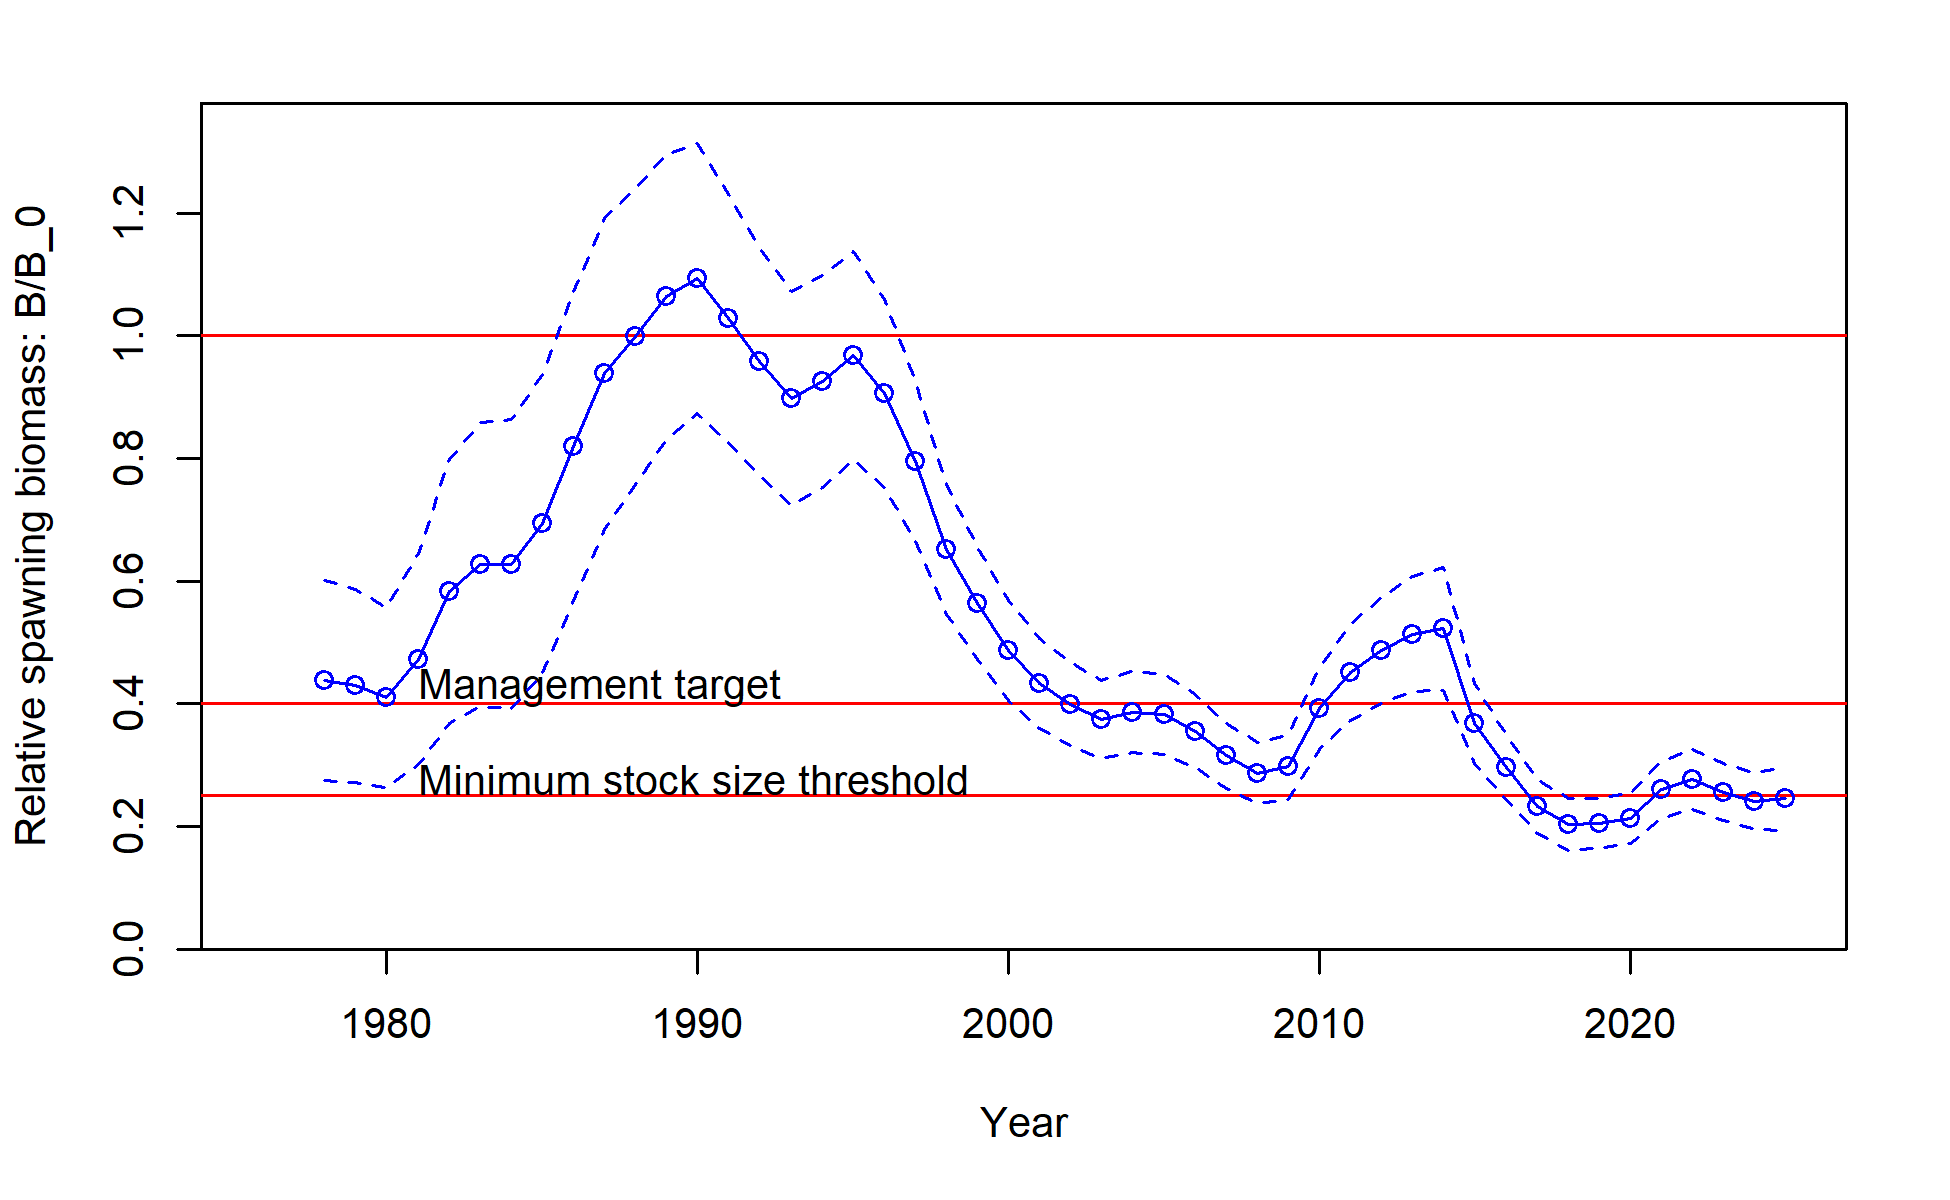 Relative spawning biomass: B/B_0
1.2
1.0
0.8
0.6
0.4
0.2
0.0
Management target
Minimum stock size threshold
1980 1990 2000 2010 2020
Year